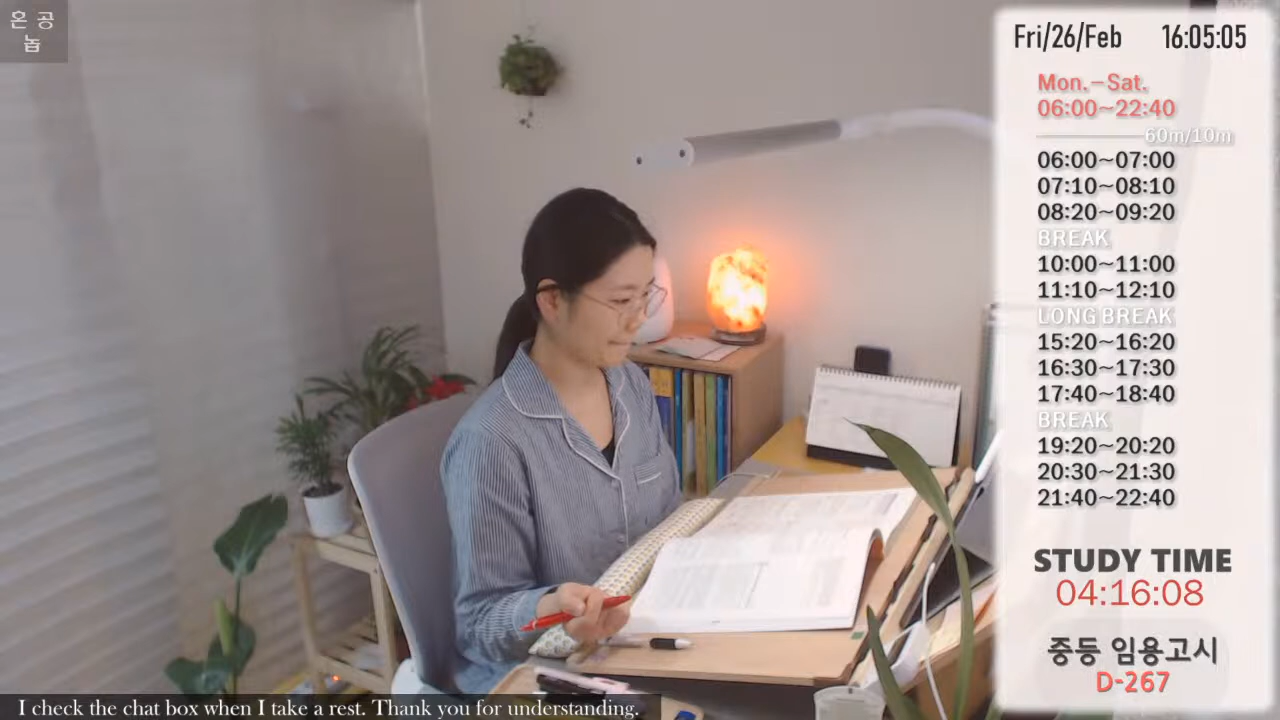 혼 공
놉
Fri/26/Feb 16:05:05
Mon.-Sat.
06:00~22:40
60m/10m
06:00~07:00
07:10~08:10
08:20~09:20
BREAK
10:00~11:00
11:10~12:10
LONG BREAK
15:20~16:20
16:30~17:30
17:40~18:40
BREAK
19:20~20:20
20:30~21:30
21:40~22:40
STUDY TIME
04:16:08
중등 임용고시
D-267
I check the chat box when I take a rest. Thank you for understanding.